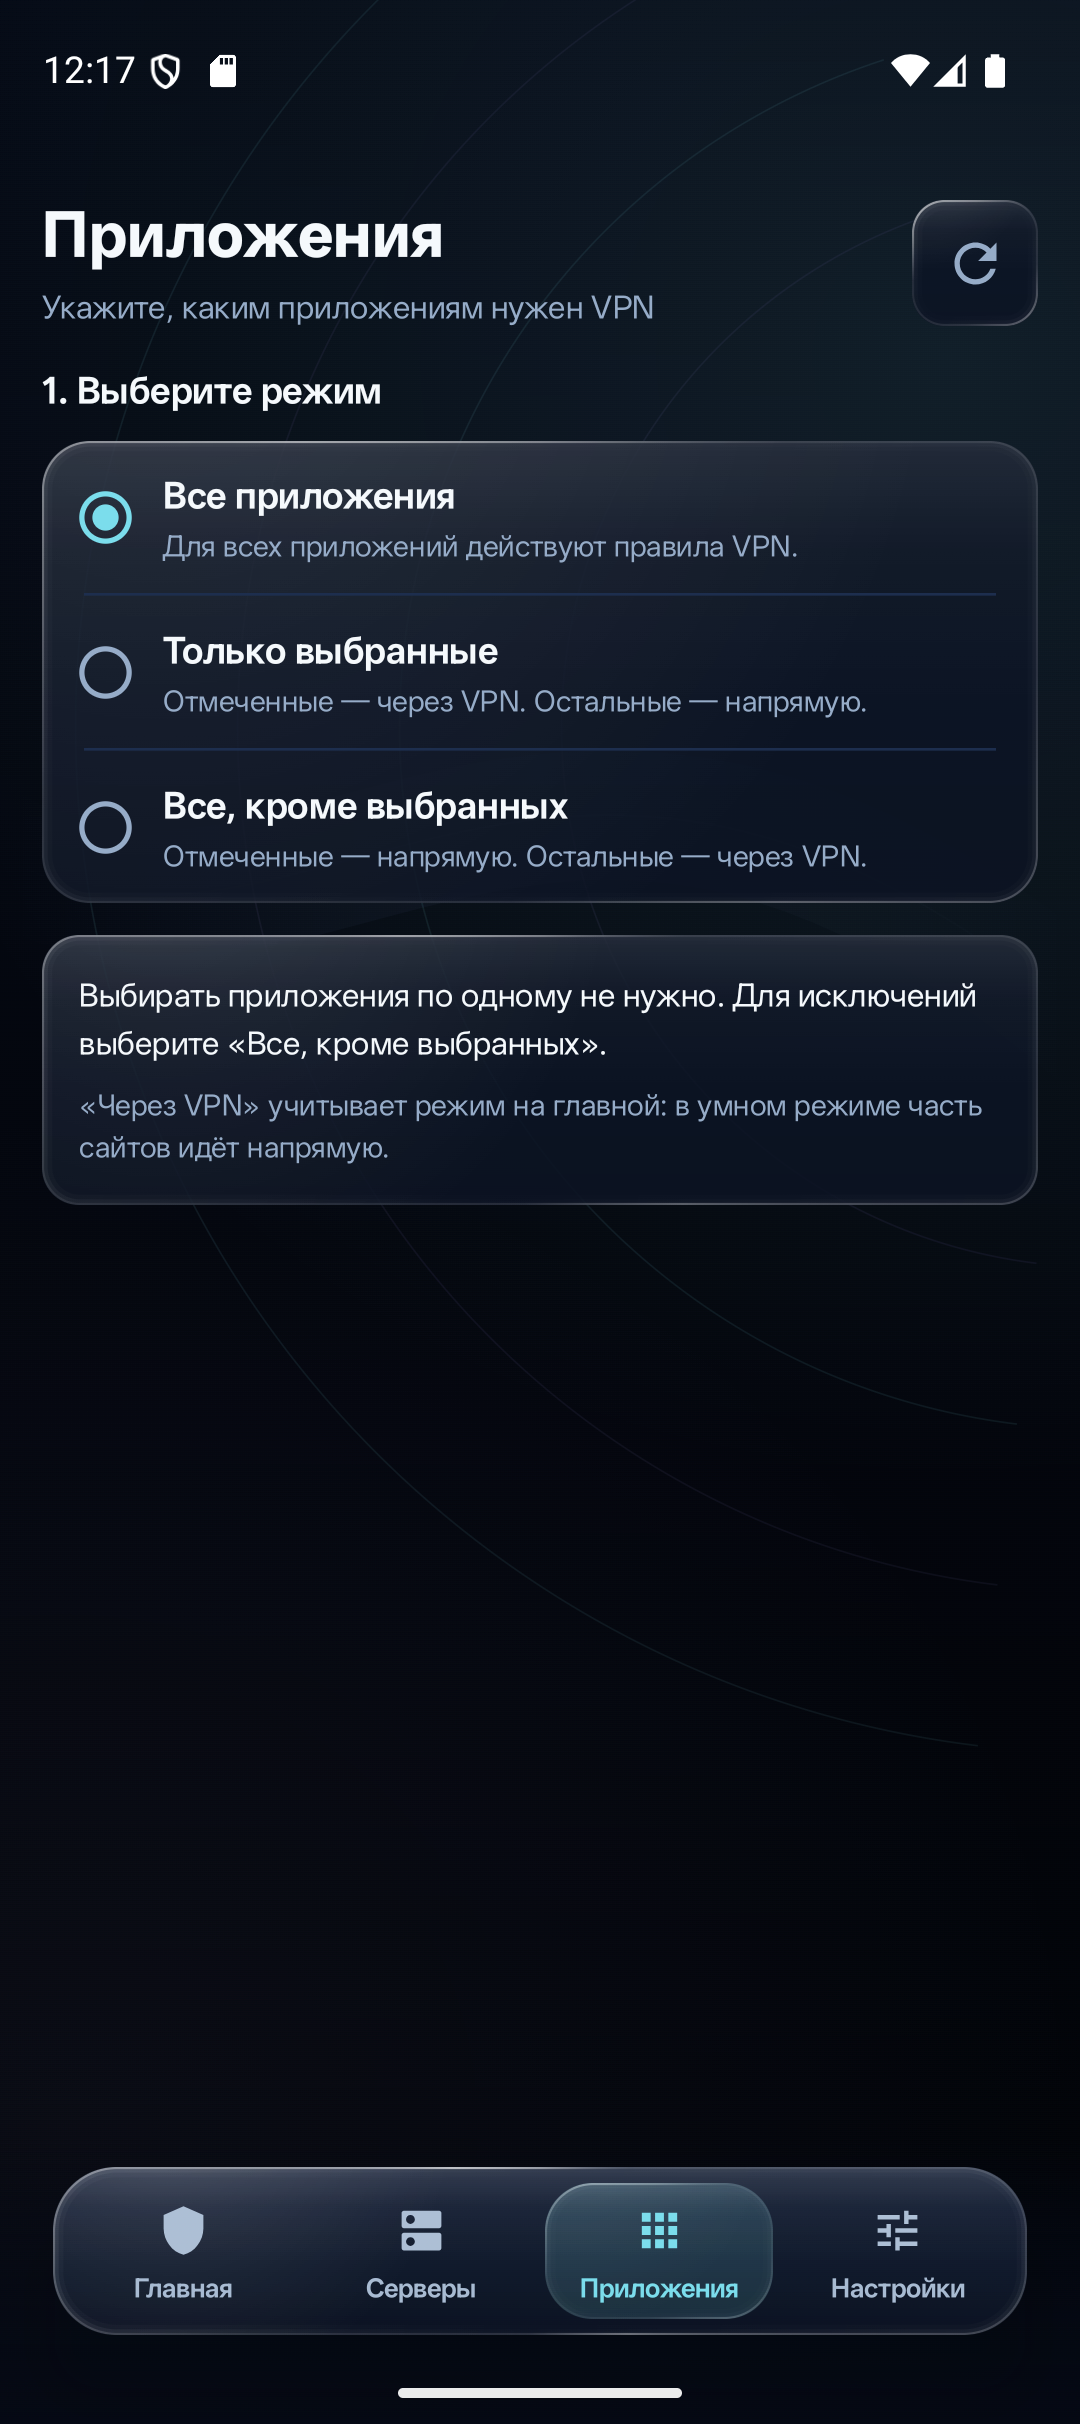 12:17
Приложения
Укажите, каким приложениям нужен VPN
1. Выберите режим
Все приложения
Для всех приложений действуют правила VPN.
Только выбранные
Отмеченные — через VPN. Остальные — напрямую.
Все, кроме выбранных
Отмеченные — напрямую. Остальные — через VPN.
Выбирать приложения по одному не нужно. Для исключений
выберите «Все, кроме выбранных».
«Через VPN» учитывает режим на главной: в умном режиме часть
сайтов идёт напрямую.
Главная
Серверы
Приложения
Настройки